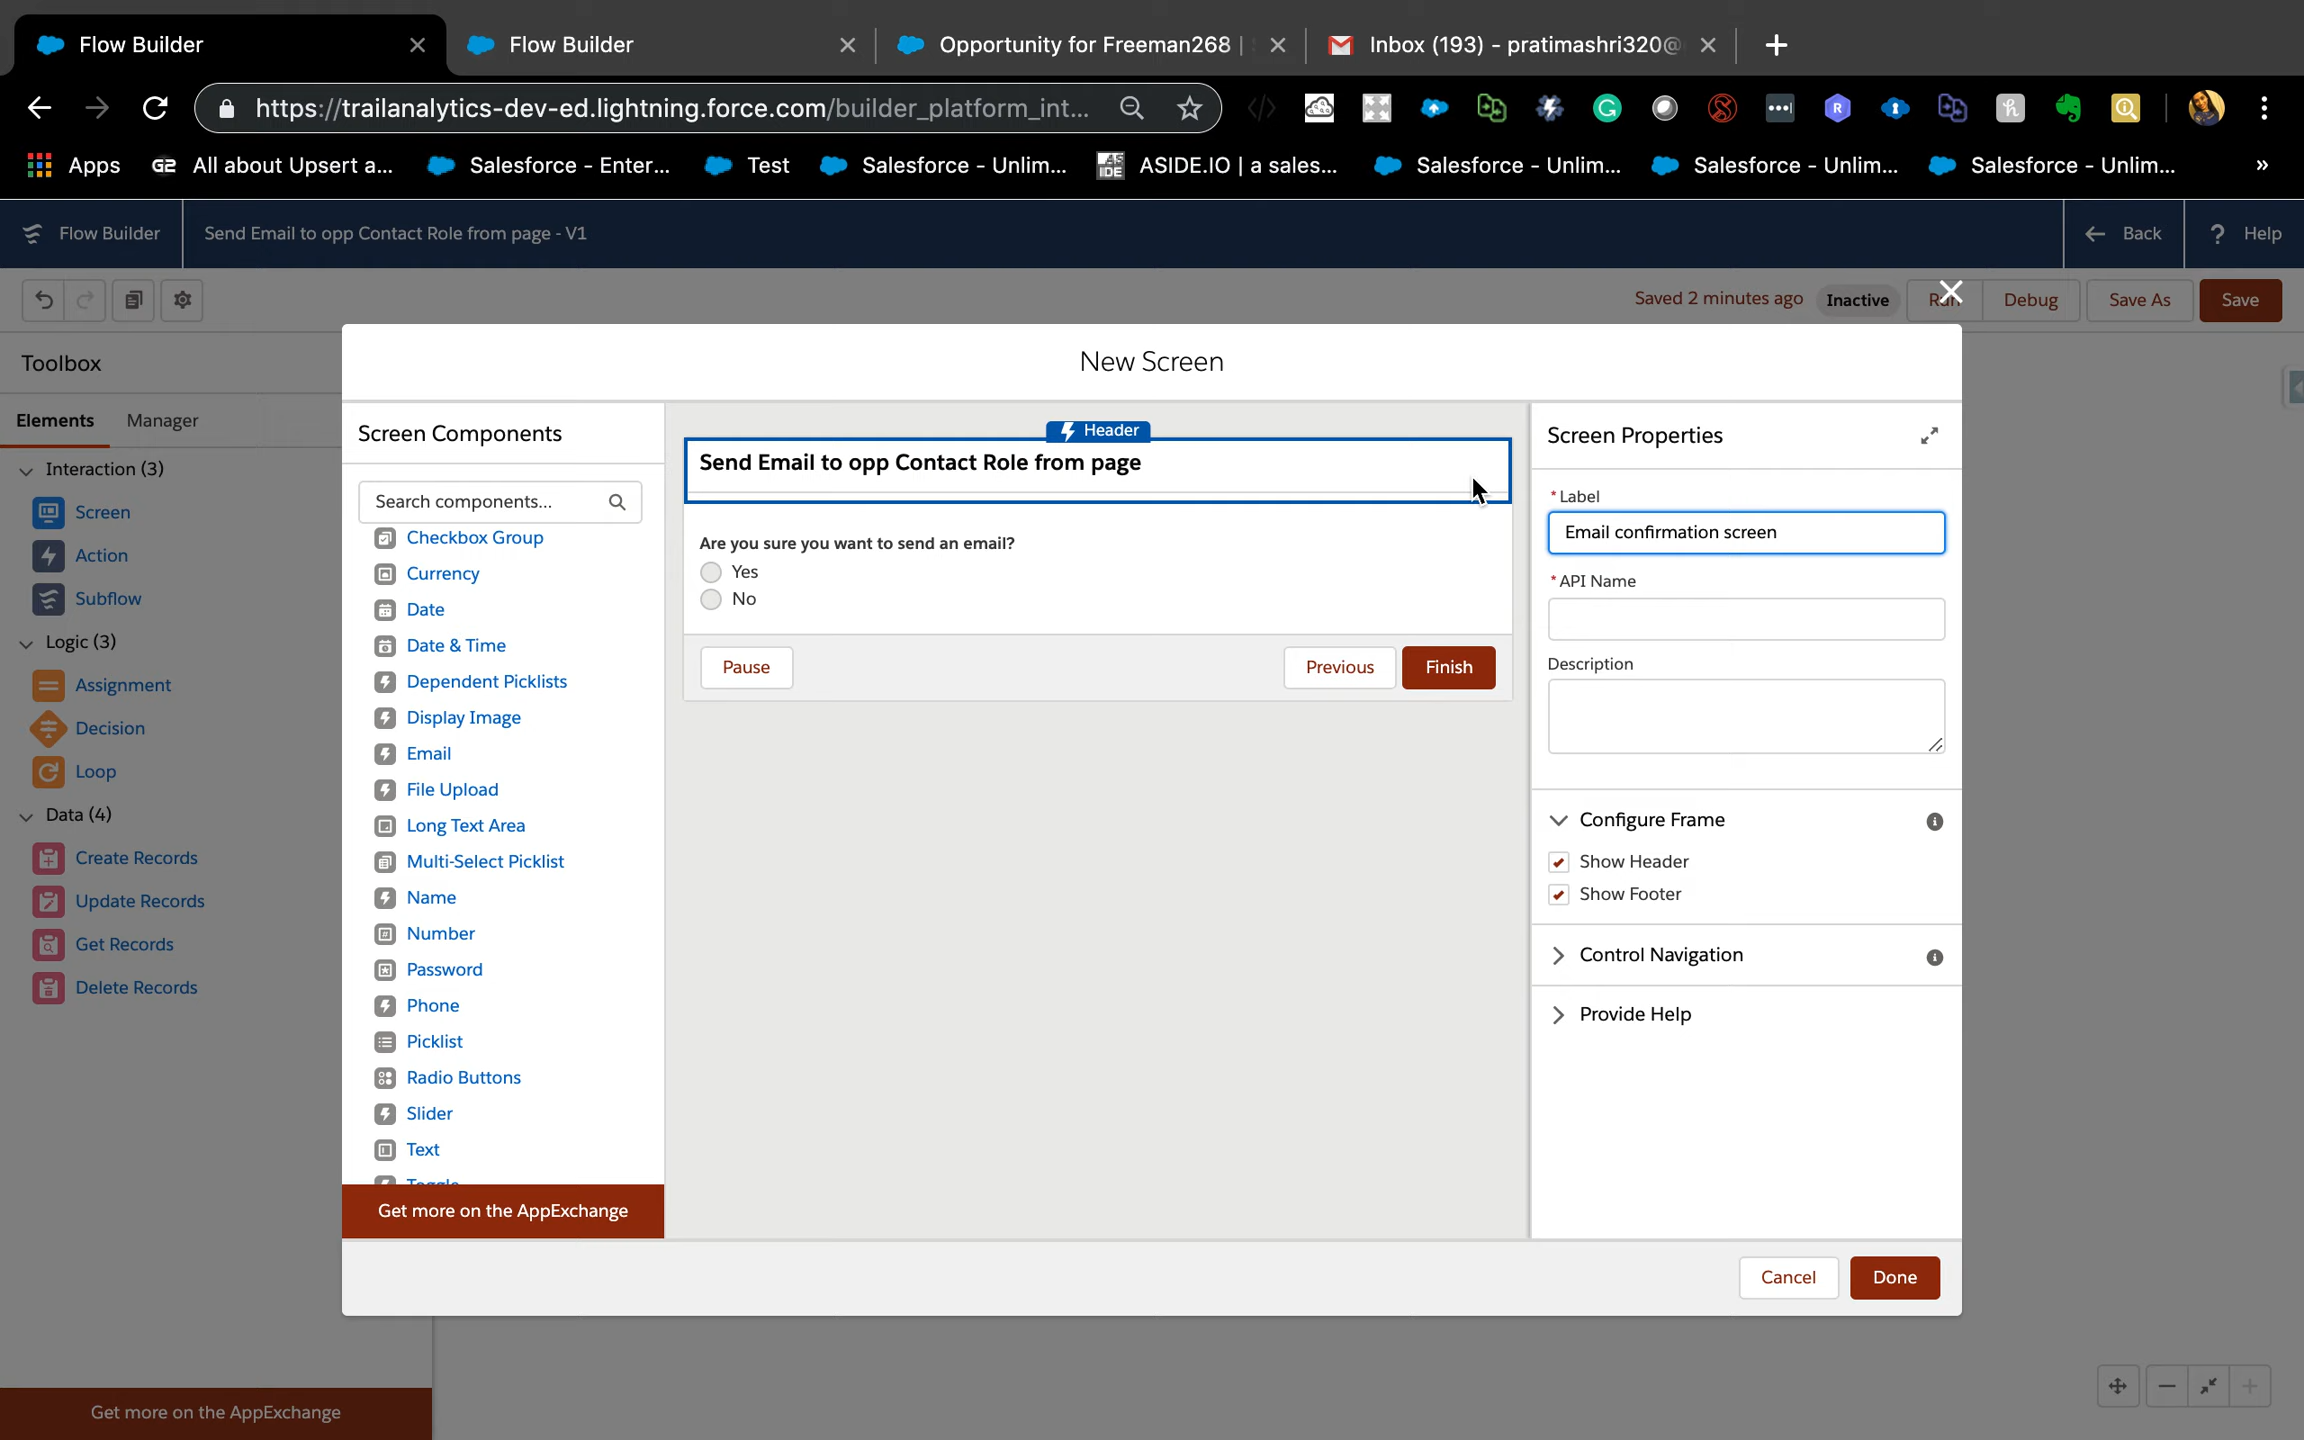 Flow Builder
Flow Builder
Opportunity for Freeman268 |
Inbox (193) - pratimashri320@
https://trailanalytics-dev-ed.lightning.force.com/builder_platform_int...
Apps
All about Upsert a...
Salesforce - Enter...
Test
Salesforce - Unlim...
ASIDE.IO | a sales...
Salesforce - Unlim...
Salesforce - Unlim...
Salesforce - Unlim...
»
Flow Builder
Send Email to opp Contact Role from page - V1
Back
? Help
Saved 2 minutes ago
Inactive
Run
Debug
Save As
Save
Toolbox
Elements
Manager
Interaction (3)
Screen
Action
Subflow
Logic (3)
Assignment
Decision
Loop
Data (4)
Create Records
Update Records
Get Records
Delete Records
Get more on the AppExchange
New Screen
Screen Components
Search components...
Checkbox Group
Currency
Date
Date & Time
Dependent Picklists
Display Image
Email
File Upload
Long Text Area
Multi-Select Picklist
Name
Number
Password
Phone
Picklist
Radio Buttons
Slider
Text
Toggle
Get more on the AppExchange
Header
Send Email to opp Contact Role from page
Are you sure you want to send an email?
Yes
No
Pause
Previous
Finish
Screen Properties
* Label
Email confirmation screen
* API Name
Description
Configure Frame
Show Header
Show Footer
Control Navigation
Provide Help
Cancel
Done